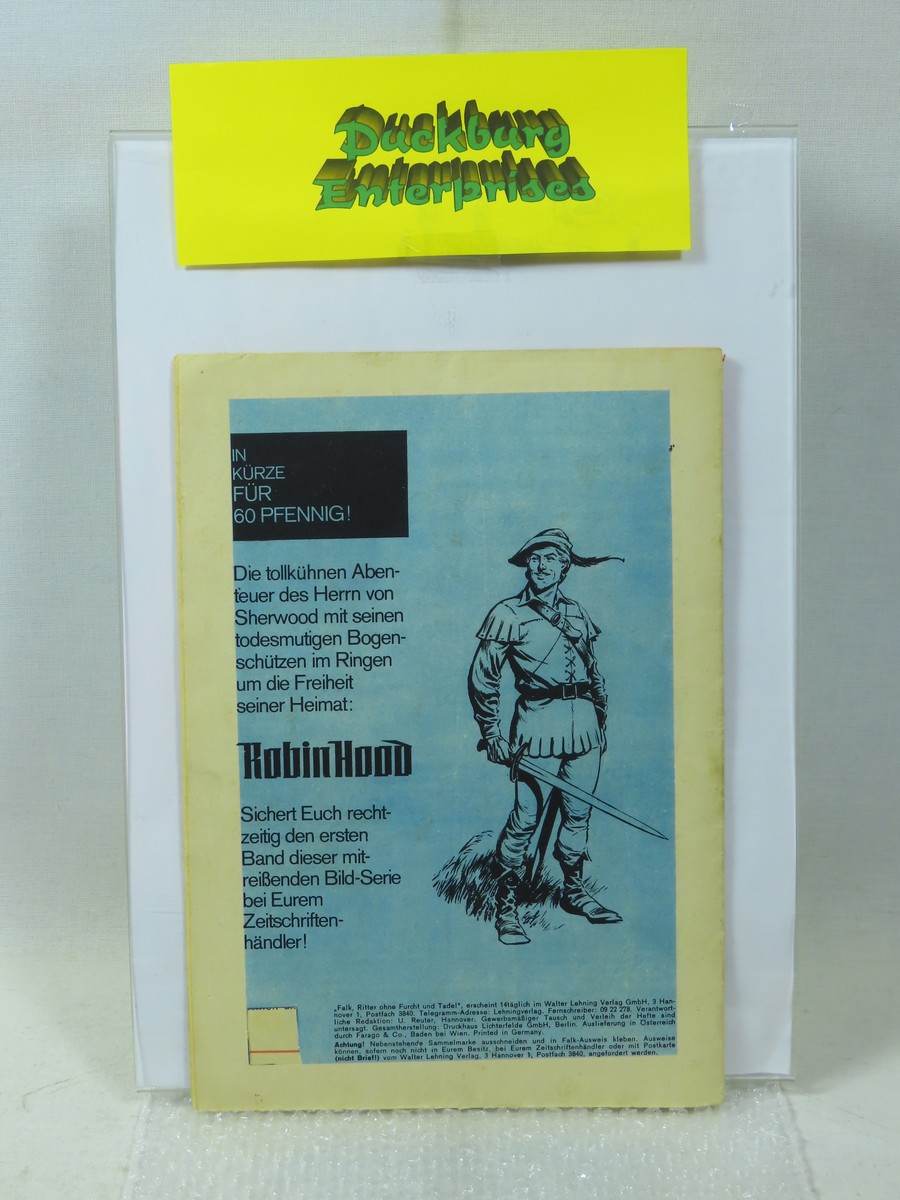 Duckburg
Enterprises
IN
KÜRZE
FÜR
60 PFENNIG!
Die tollkühnen Aben-
teuer des Herrn von
Sherwood mit seinen
todesmutigen Bogen-
schützen im Ringen
um die Freiheit
seiner Heimat:
Robin Hood
Sichert Euch recht-
zeitig den ersten
Band dieser mit-
reißenden Bild-Serie
bei Eurem
Zeitschriften-
händler!
„Falk, Ritter ohne Furcht und Tadel", erscheint 14täglich im Walter Lehning Verlag GmbH, 3 Han-
nover 1, Postfach 3840. Telegramm-Adresse: Lehningverlag. Fernschreiber: 09 22 278. Verantwort-
liche Redaktion: U. Reuter, Hannover. Gewerbsmäßiger Tausch und Verleih der Hefte sind
untersagt. Gesamtherstellung: Druckhaus Lichterfelde GmbH, Berlin. Auslieferung in Österreich
durch Farago & Co., Baden bei Wien. Printed in Germany.
Achtung! Nebenstehende Sammelmarke ausschneiden und in Falk-Ausweis kleben. Ausweise
können, sofern noch nicht in Eurem Besitz, bei Eurem Zeitschriftenhändler oder mit Postkarte
(nicht Brief!) vom Walter Lehning Verlag, 3 Hannover 1, Postfach 3840, angefordert werden.